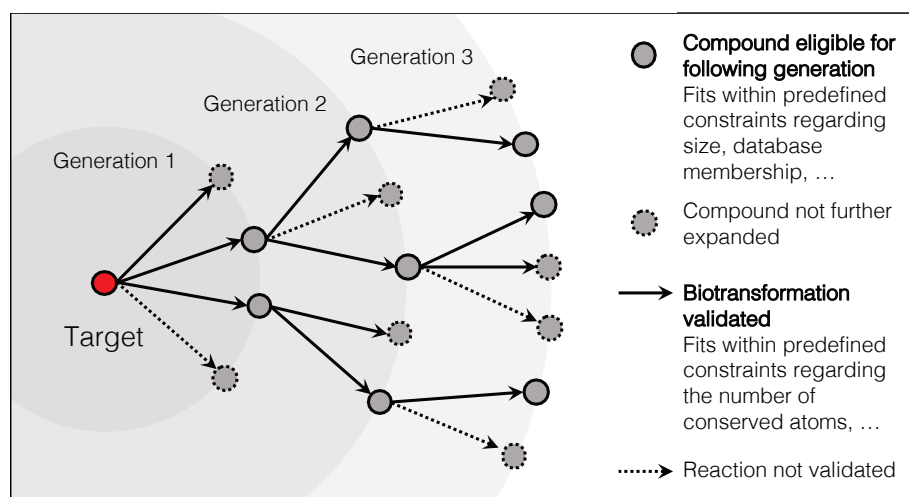 Generation 3
Generation 2
Generation 1
Target
Compound eligible for
following generation
Fits within predefined
constraints regarding
size, database
membership, …
Compound not further
expanded
Biotransformation
validated
Fits within predefined
constraints regarding
the number of
conserved atoms, …
Reaction not validated